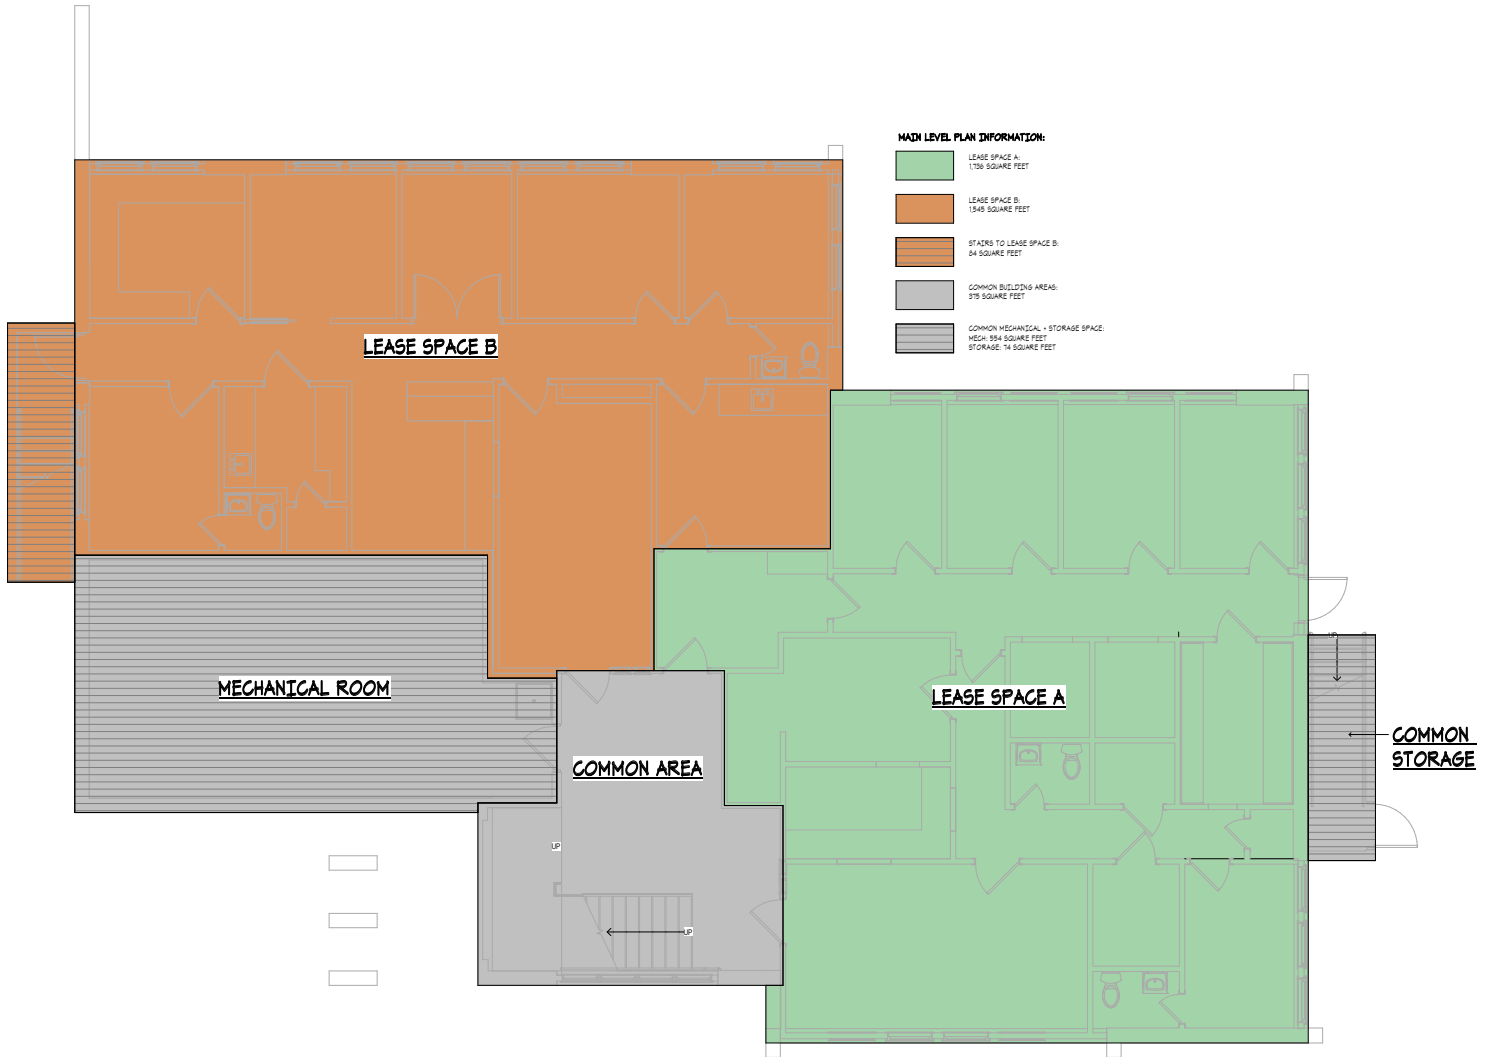 MAIN LEVEL PLAN INFORMATION:
LEASE SPACE A:
1,736 SQUARE FEET
LEASE SPACE B:
1,545 SQUARE FEET
STAIRS TO LEASE SPACE B:
84 SQUARE FEET
COMMON BUILDING AREAS:
375 SQUARE FEET
COMMON MECHANICAL + STORAGE SPACE:
MECH: 554 SQUARE FEET
STORAGE: 74 SQUARE FEET
LEASE SPACE B
UP
MECHANICAL ROOM
LEASE SPACE A
COMMON
STORAGE
COMMON AREA
UP
UP